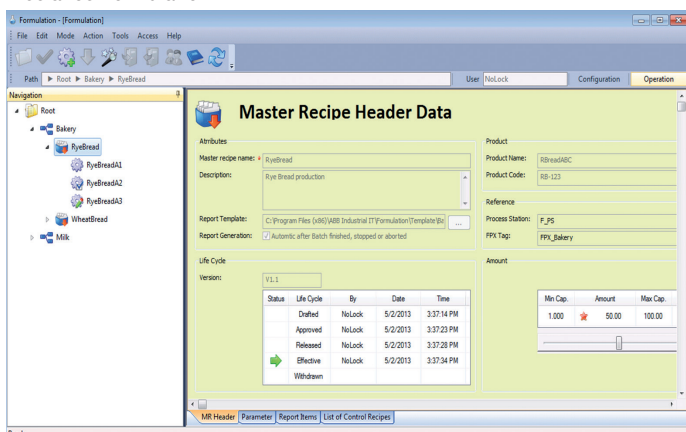 Formulation - [Formulation]
File Edit Mode Action Tools Access Help
Path Root Bakery RyeBread User NoLock Configuration Operation
Navigation
Root
Bakery
RyeBread
RyeBreadA1
RyeBreadA2
RyeBreadA3
WheatBread
Milk
Master Recipe Header Data
Attributes
Master recipe name: RyeBread
Description: Rye Bread production
Report Template: C:\Program Files (x86)\ABB Industrial IT\Formulation\Template\Ba ...
Report Generation: Automtic after Batch finished, stopped or aborted
Product
Product Name: RBreadABC
Product Code: RB-123
Reference
Process Station: F_PS
FPX Tag: FPX_Bakery
Life Cycle
Version: V1.1
Status Life Cycle By Date Time
Drafted NoLock 5/2/2013 3:37:14 PM
Approved NoLock 5/2/2013 3:37:23 PM
Released NoLock 5/2/2013 3:37:28 PM
Effective NoLock 5/2/2013 3:37:34 PM
Withdrawn
Amount
Min Cap. Amount Max Cap.
1.000 50.00 100.00
MR Header Parameter Report Items List of Control Recipes